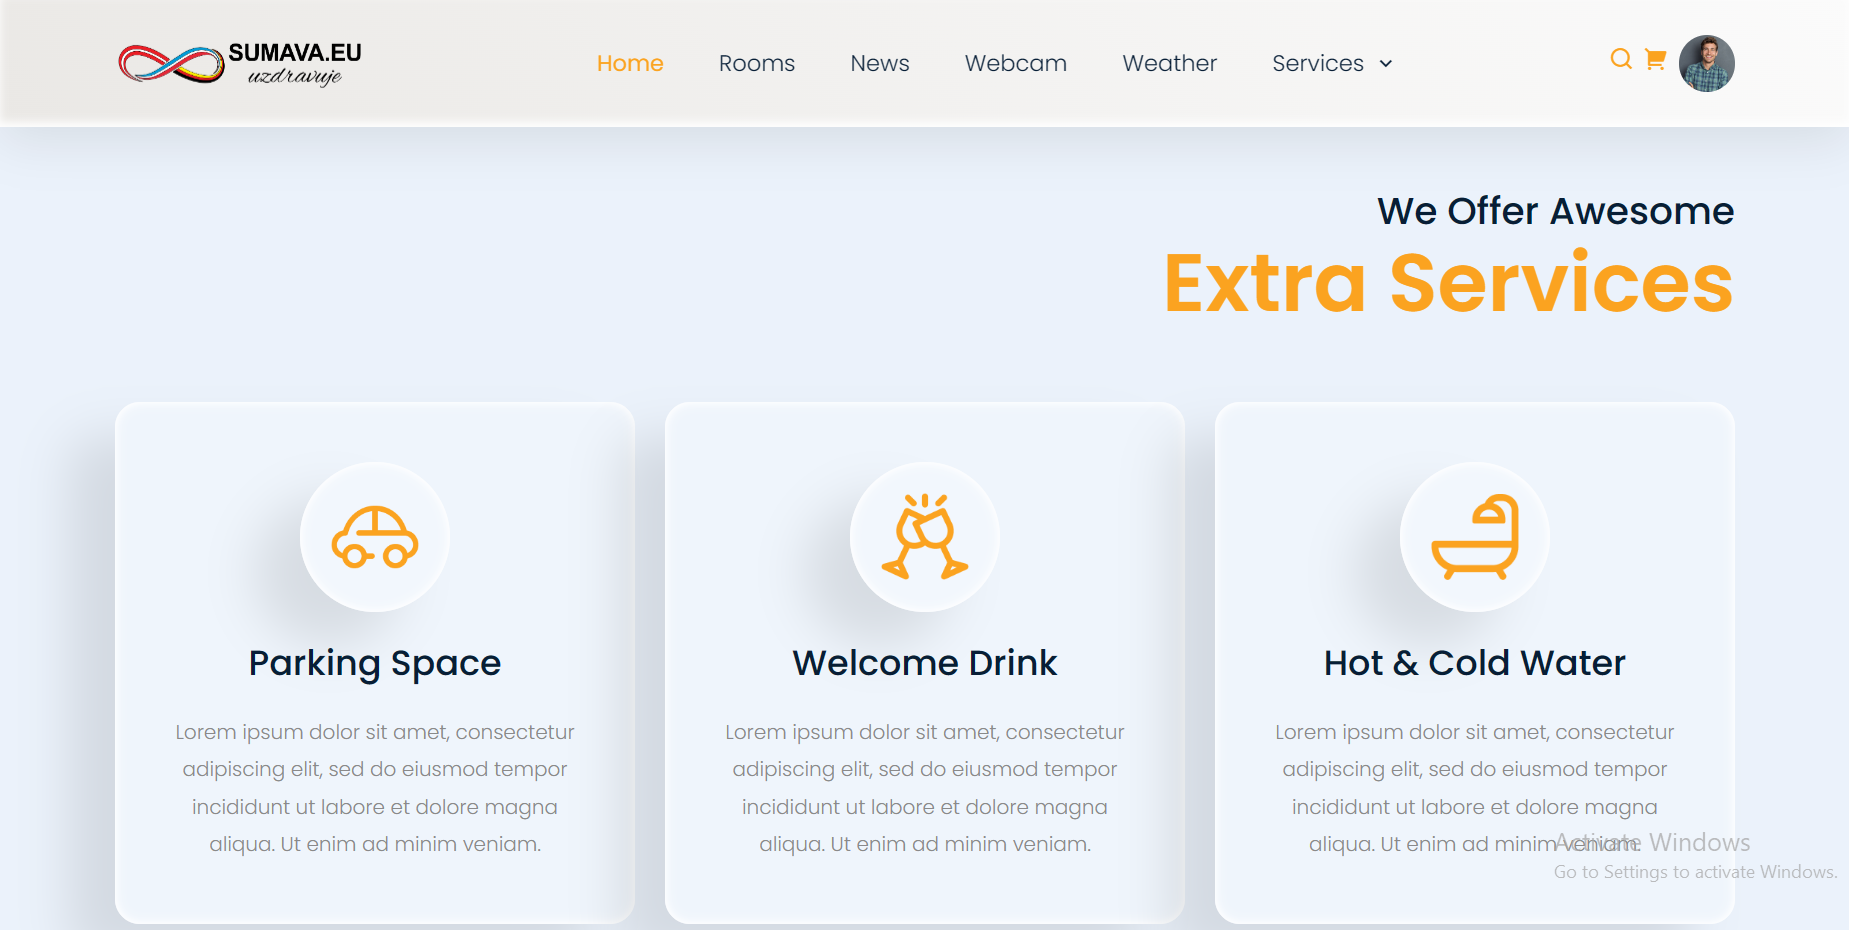 SUMAVA.EU
uzdravuje
Home Rooms News Webcam Weather Services
We Offer Awesome
Extra Services
Parking Space
Lorem ipsum dolor sit amet, consectetur
adipiscing elit, sed do eiusmod tempor
incididunt ut labore et dolore magna
aliqua. Ut enim ad minim veniam.
Welcome Drink
Lorem ipsum dolor sit amet, consectetur
adipiscing elit, sed do eiusmod tempor
incididunt ut labore et dolore magna
aliqua. Ut enim ad minim veniam.
Hot & Cold Water
Lorem ipsum dolor sit amet, consectetur
adipiscing elit, sed do eiusmod tempor
incididunt ut labore et dolore magna
aliqua. Ut enim ad minim veniam.
Activate Windows
Go to Settings to activate Windows.